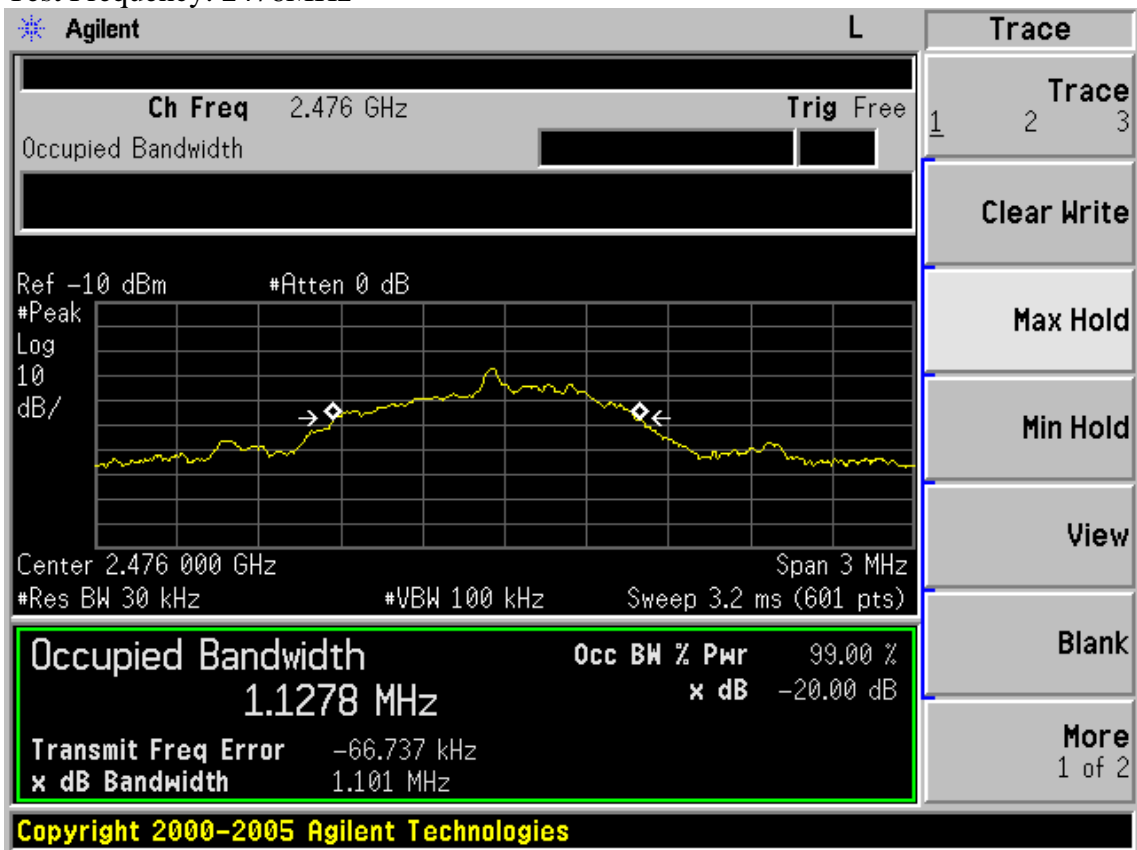 Agilent L
Trace
Ch Freq 2.476 GHz Trig Free
Occupied Bandwidth
Trace
1 2 3
Clear Write
Max Hold
Min Hold
View
Blank
More
1 of 2
Ref -10 dBm #Atten 0 dB
#Peak
Log
10
dB/
Center 2.476 000 GHz Span 3 MHz
#Res BW 30 kHz #VBW 100 kHz Sweep 3.2 ms (601 pts)
Occupied Bandwidth Occ BW % Pwr 99.00 %
1.1278 MHz x dB -20.00 dB
Transmit Freq Error -66.737 kHz
x dB Bandwidth 1.101 MHz
Copyright 2000-2005 Agilent Technologies